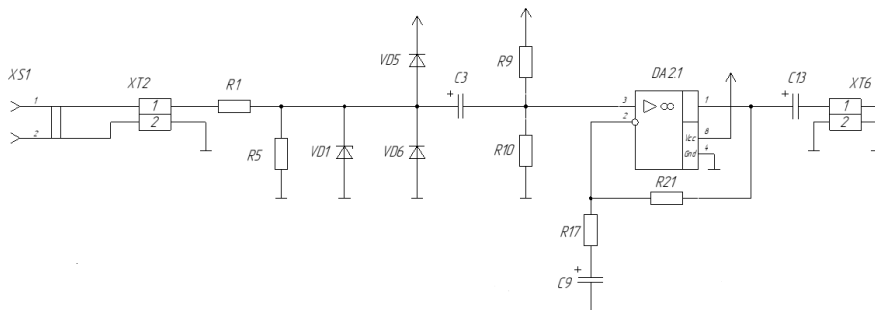 XS1
1
2
XT2
1
2
R1
R5
VD1
VD5
VD6
C3
+
R9
R10
DA2.1
3
2
▷ ∞
1
Vcc
8
Gnd
4
R21
R17
+
C9
C13
+
XT6
1
2